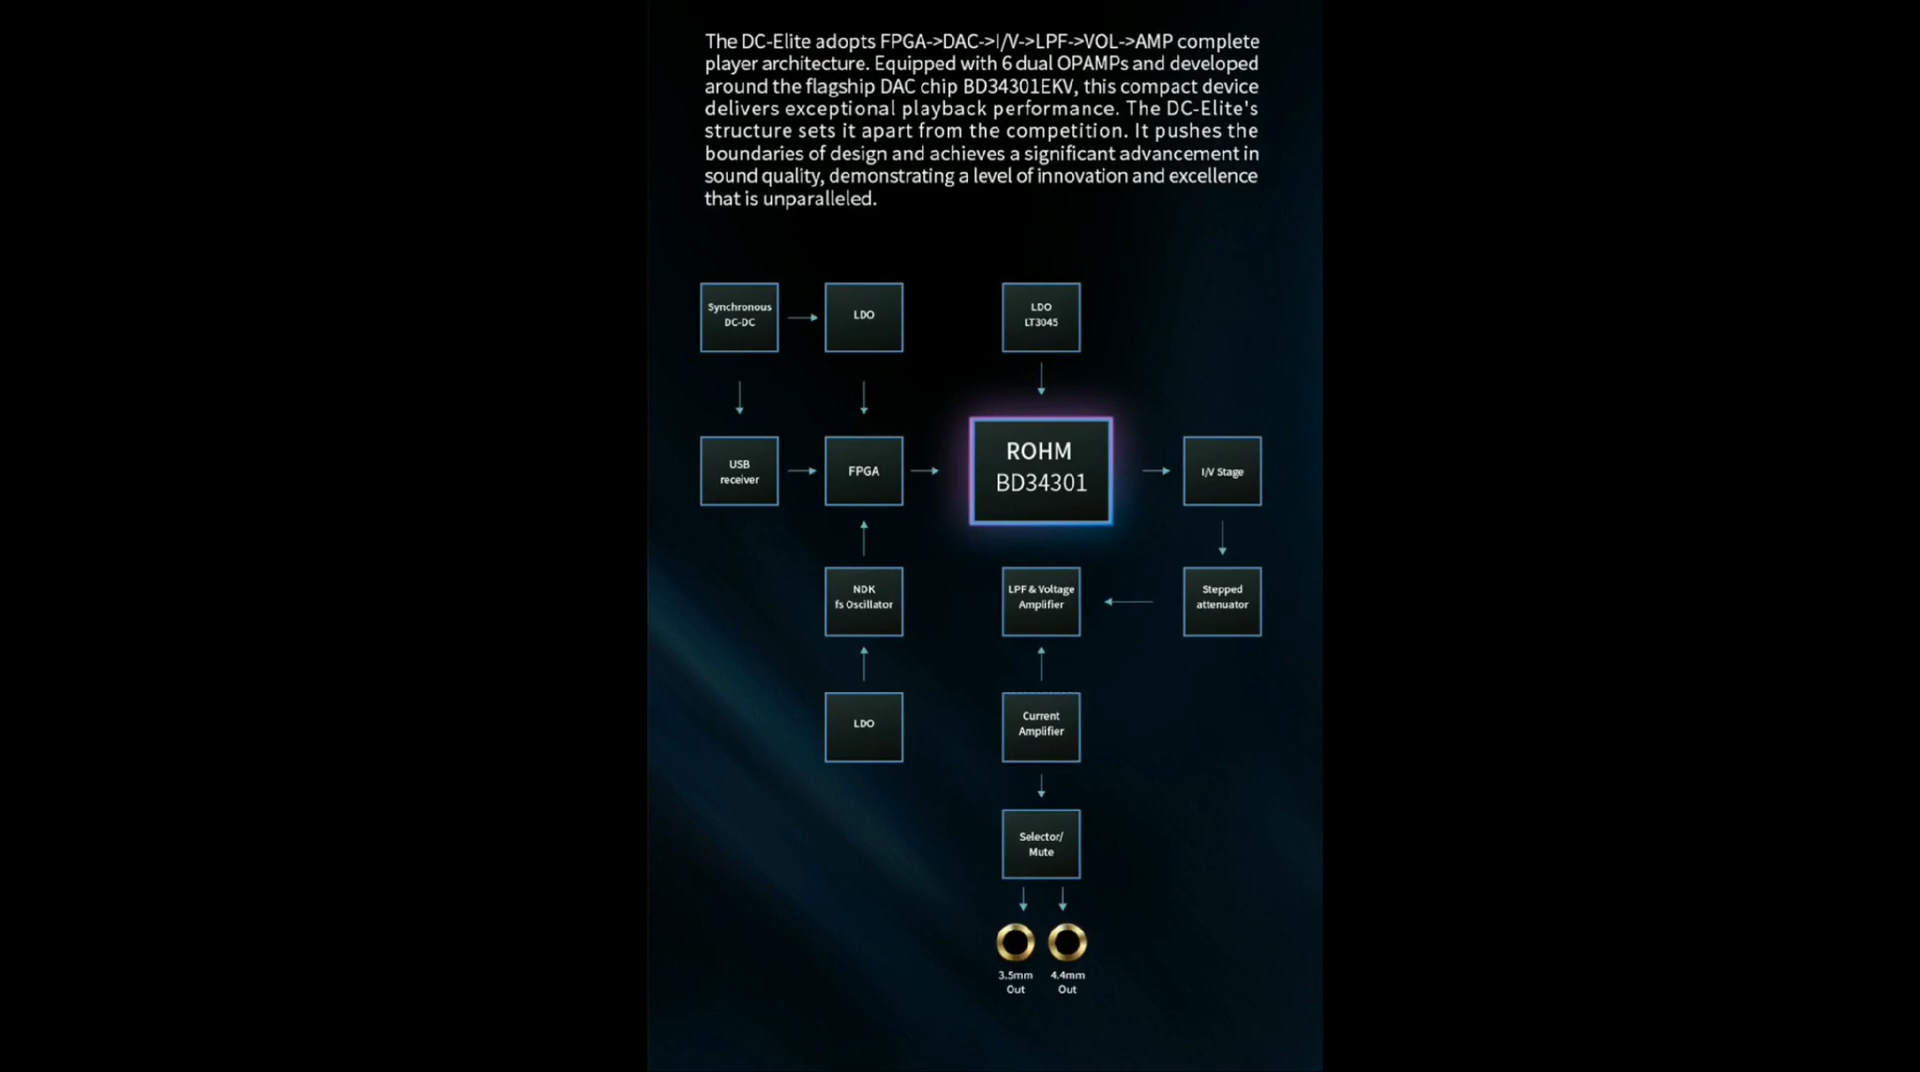 The DC-Elite adopts FPGA->DAC->I/V->LPF->VOL->AMP complete
player architecture. Equipped with 6 dual OPAMPs and developed
around the flagship DAC chip BD34301EKV, this compact device
delivers exceptional playback performance. The DC-Elite's
structure sets it apart from the competition. It pushes the
boundaries of design and achieves a significant advancement in
sound quality, demonstrating a level of innovation and excellence
that is unparalleled.
Synchronous
DC-DC
LDO
LDO
LT3045
USB
receiver
FPGA
ROHM
BD34301
I/V Stage
NDK
fs Oscillator
LPF & Voltage
Amplifier
Stepped
attenuator
LDO
Current
Amplifier
Selector/
Mute
3.5mm
Out
4.4mm
Out